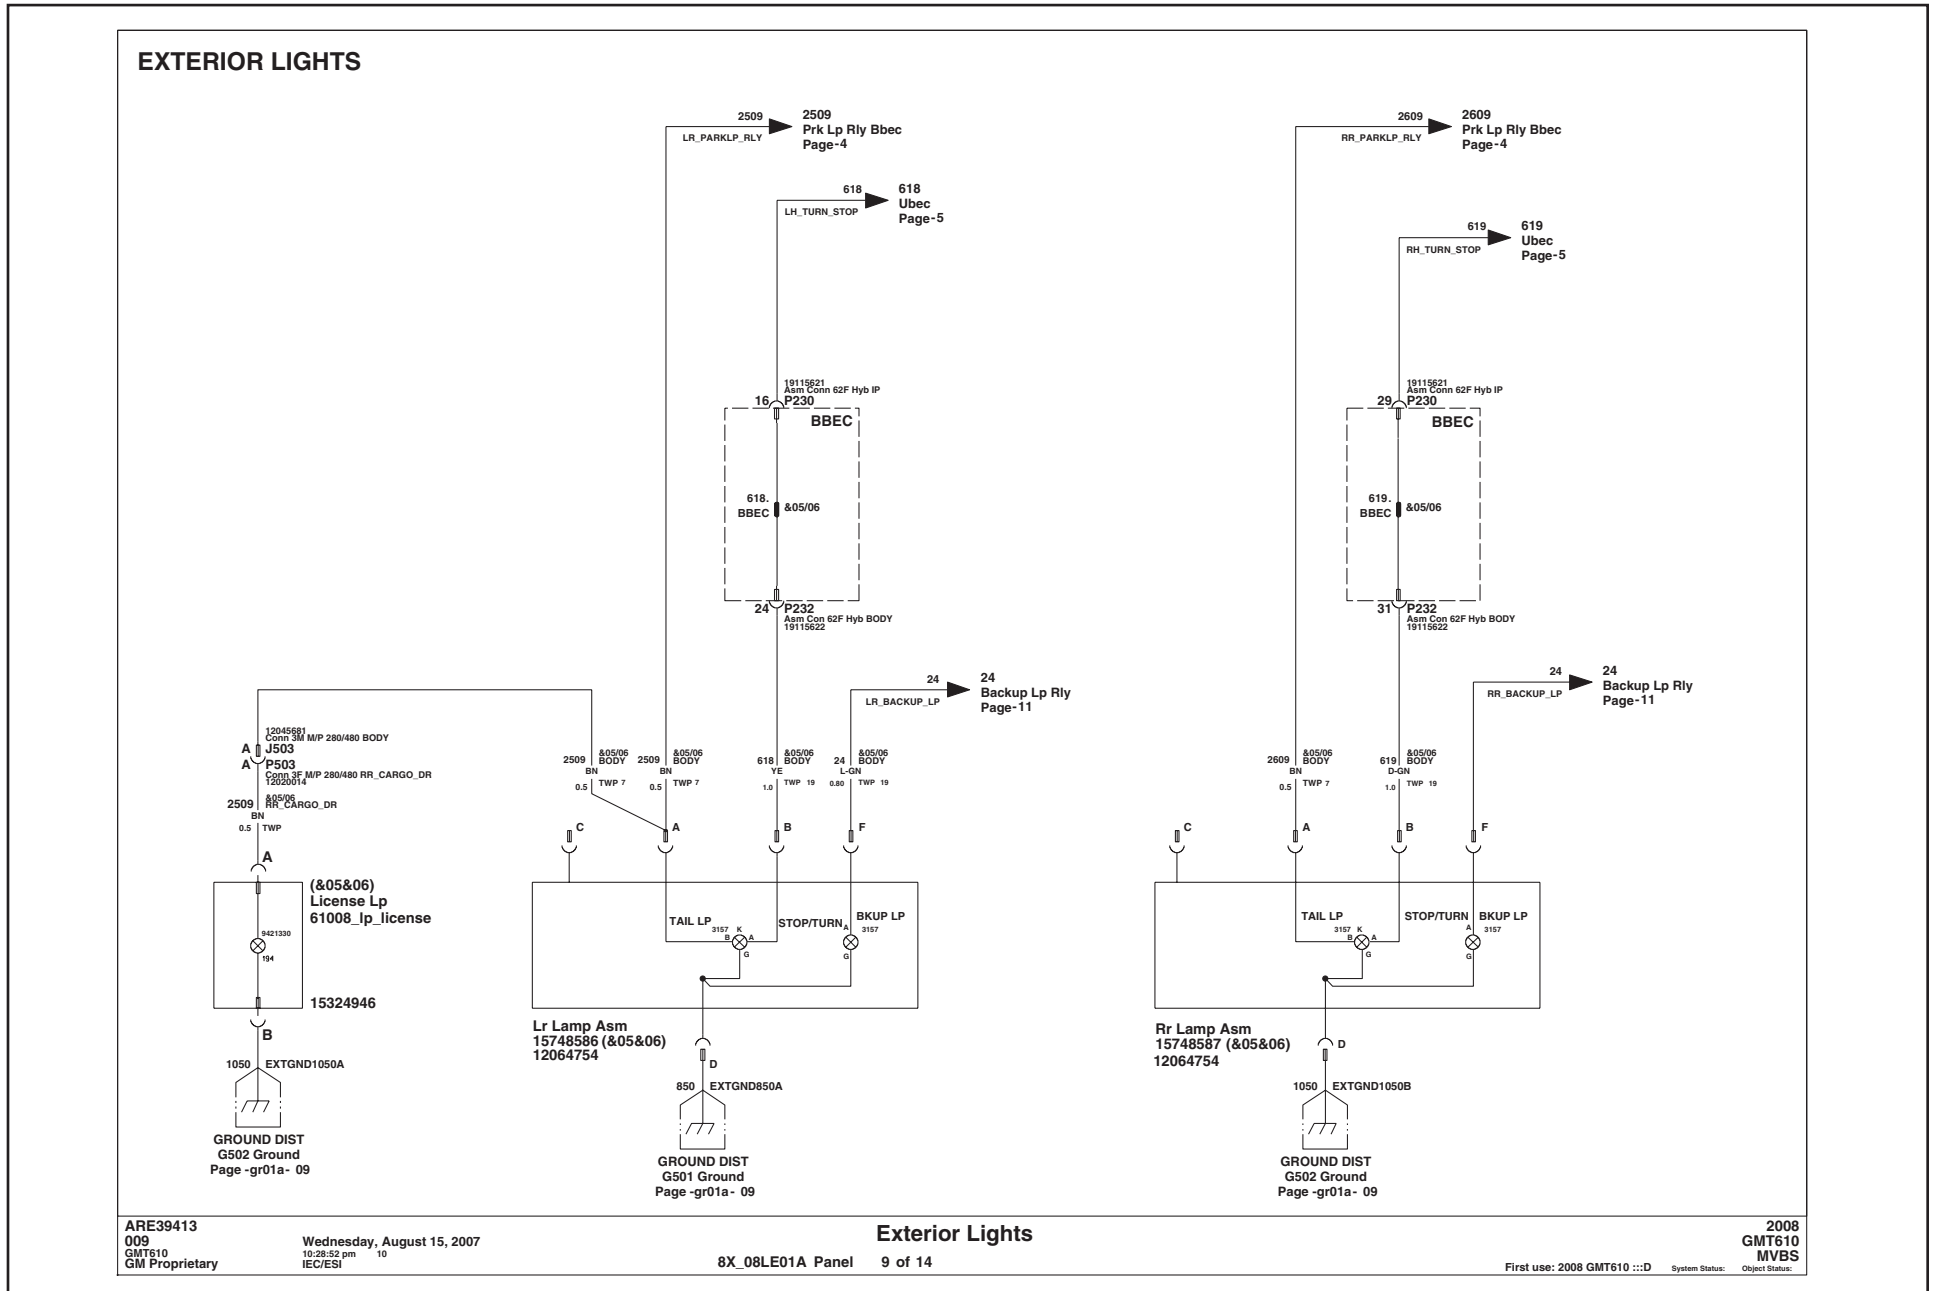 EXTERIOR LIGHTS
2509
LR_PARKLP_RLY
2509
Prk Lp Rly Bbec
Page-4
2609
RR_PARKLP_RLY
2609
Prk Lp Rly Bbec
Page-4
618
LH_TURN_STOP
618
Ubec
Page-5
619
RH_TURN_STOP
619
Ubec
Page-5
19115621
Asm Conn 62F Hyb IP
16 P230
BBEC
618.
BBEC
&05/06
24 P232
Asm Con 62F Hyb BODY
19115622
19115621
Asm Conn 62F Hyb IP
29 P230
BBEC
619.
BBEC
&05/06
31 P232
Asm Con 62F Hyb BODY
19115622
24
LR_BACKUP_LP
24
Backup Lp Rly
Page-11
24
RR_BACKUP_LP
24
Backup Lp Rly
Page-11
12045681
Conn 3M M/P 280/480 BODY
A J503
A P503
Conn 3F M/P 280/480 RR_CARGO_DR
12020014
&05/06
2509 RR_CARGO_DR
BN
0.5 TWP
A
(&05&06)
License Lp
61008_lp_license
9421330
194
15324946
B
1050 EXTGND1050A
GROUND DIST
G502 Ground
Page -gr01a- 09
&05/06
2509 BODY
BN
0.5 TWP 7
&05/06
2509 BODY
BN
0.5 TWP 7
&05/06
618 BODY
YE
1.0 TWP 19
&05/06
24 BODY
L-GN
0.80 TWP 19
C A B F
TAIL LP
3157 K
B A
G
STOP/TURN
BKUP LP
A 3157
G
Lr Lamp Asm
15748586 (&05&06)
12064754
D
850 EXTGND850A
GROUND DIST
G501 Ground
Page -gr01a- 09
&05/06
2609 BODY
BN
0.5 TWP 7
&05/06
619 BODY
D-GN
1.0 TWP 19
C A B F
TAIL LP
3157 K
B A
G
STOP/TURN
BKUP LP
A 3157
G
Rr Lamp Asm
15748587 (&05&06)
12064754
D
1050 EXTGND1050B
GROUND DIST
G502 Ground
Page -gr01a- 09
ARE39413
009
GMT610
GM Proprietary
Wednesday, August 15, 2007
10:28:52 pm 10
IEC/ESI
Exterior Lights
8X_08LE01A Panel 9 of 14
2008
GMT610
MVBS
First use: 2008 GMT610 :::D System Status: Object Status: